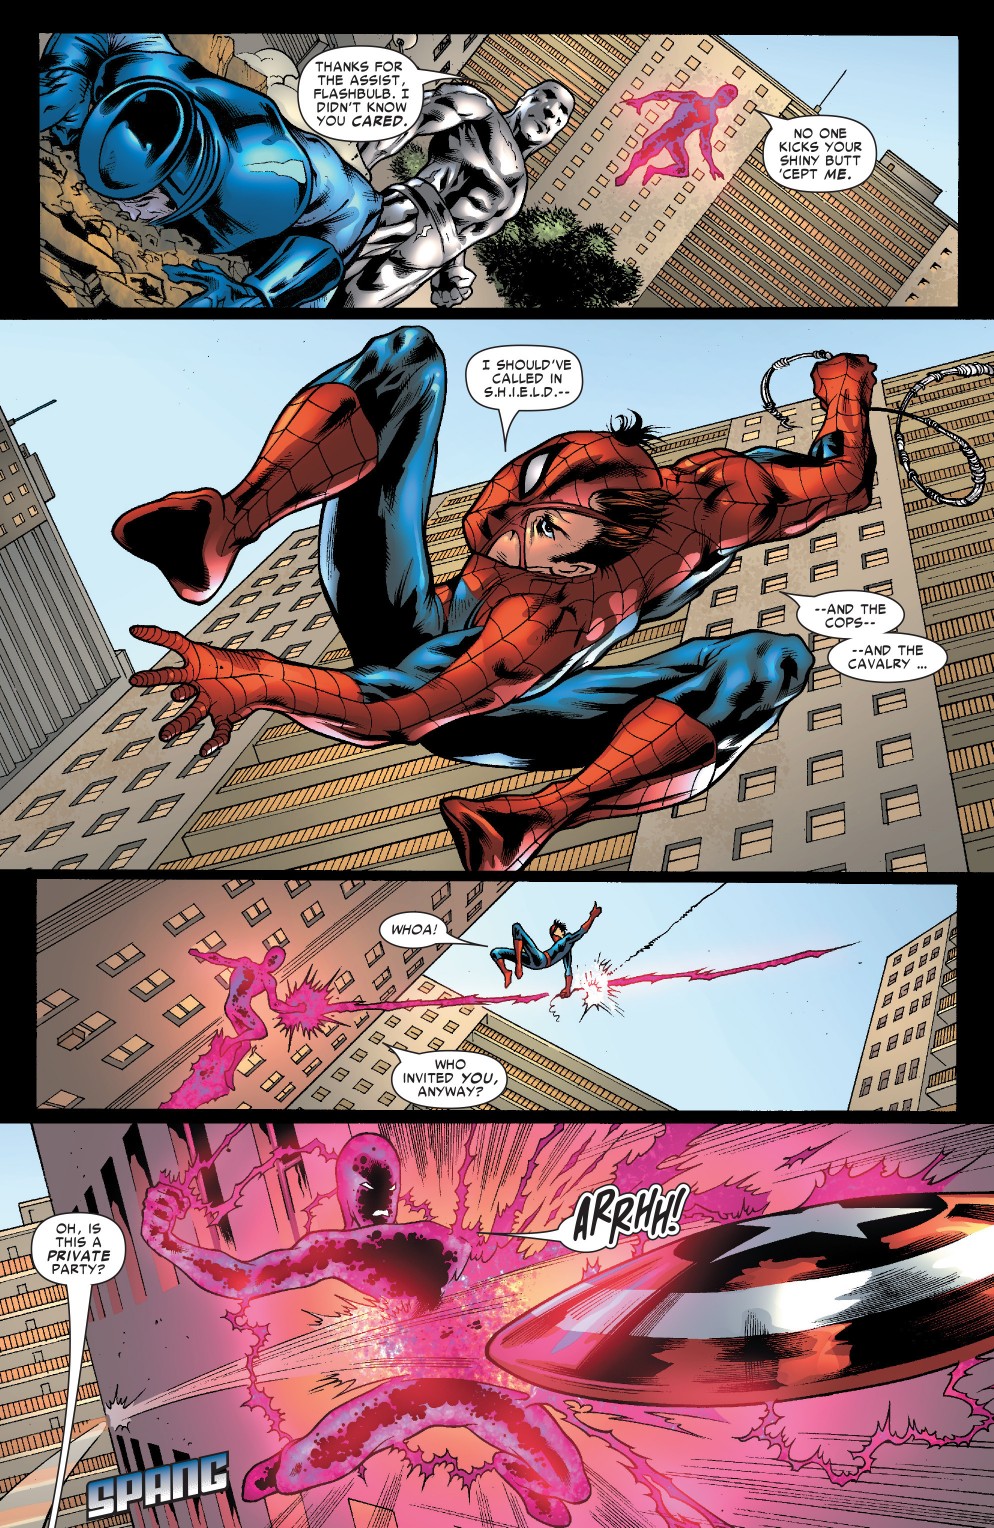 THANKS FOR
THE ASSIST,
FLASHBULB. I
DIDN'T KNOW
YOU CARED.
NO ONE
KICKS YOUR
SHINY BUTT
'CEPT ME.
I SHOULD'VE
CALLED IN
S.H.I.E.L.D.--
--AND THE
COPS--
--AND THE
CAVALRY ...
WHOA!
WHO
INVITED YOU,
ANYWAY?
OH, IS
THIS A
PRIVATE
PARTY?
ARRHH!!
SPANG